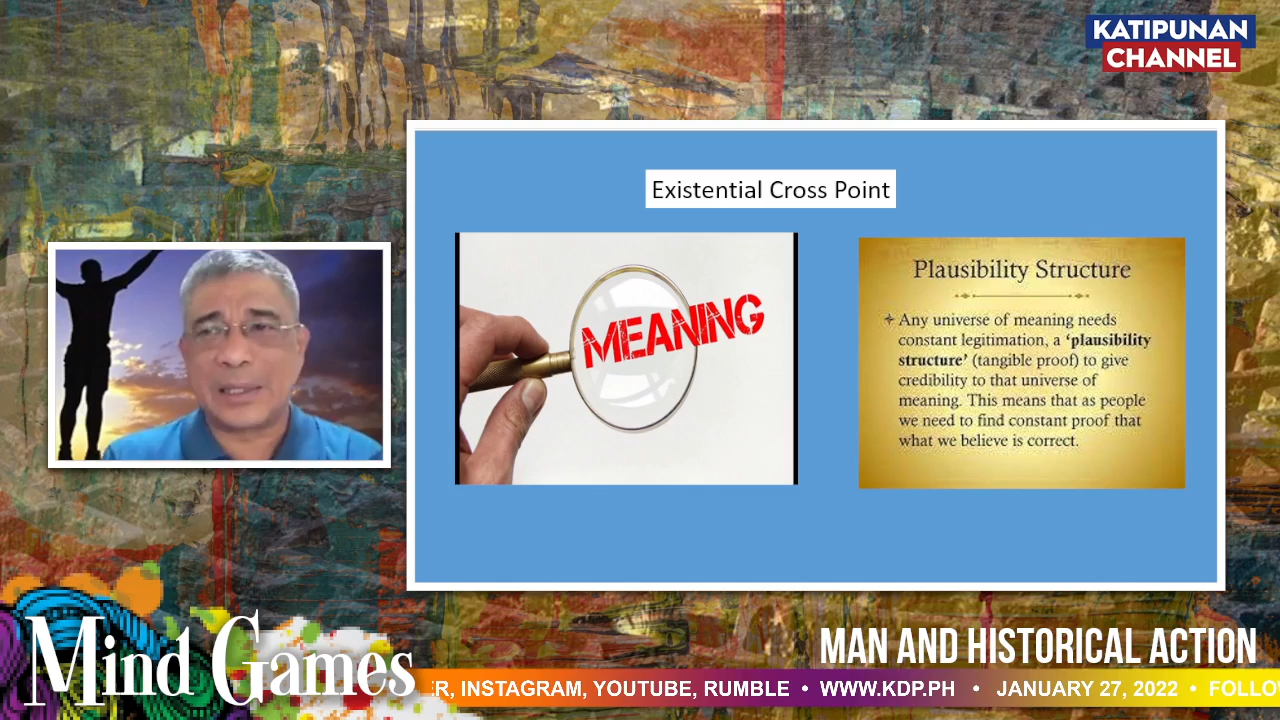 KATIPUNAN
CHANNEL
Existential Cross Point
MEANING
Plausibility Structure
Any universe of meaning needs
constant legitimation, a ‘plausibility
structure’ (tangible proof) to give
credibility to that universe of
meaning. This means that as people
we need to find constant proof that
what we believe is correct.
Mind Games
MAN AND HISTORICAL ACTION
R, INSTAGRAM, YOUTUBE, RUMBLE • WWW.KDP.PH • JANUARY 27, 2022 • FOLLO